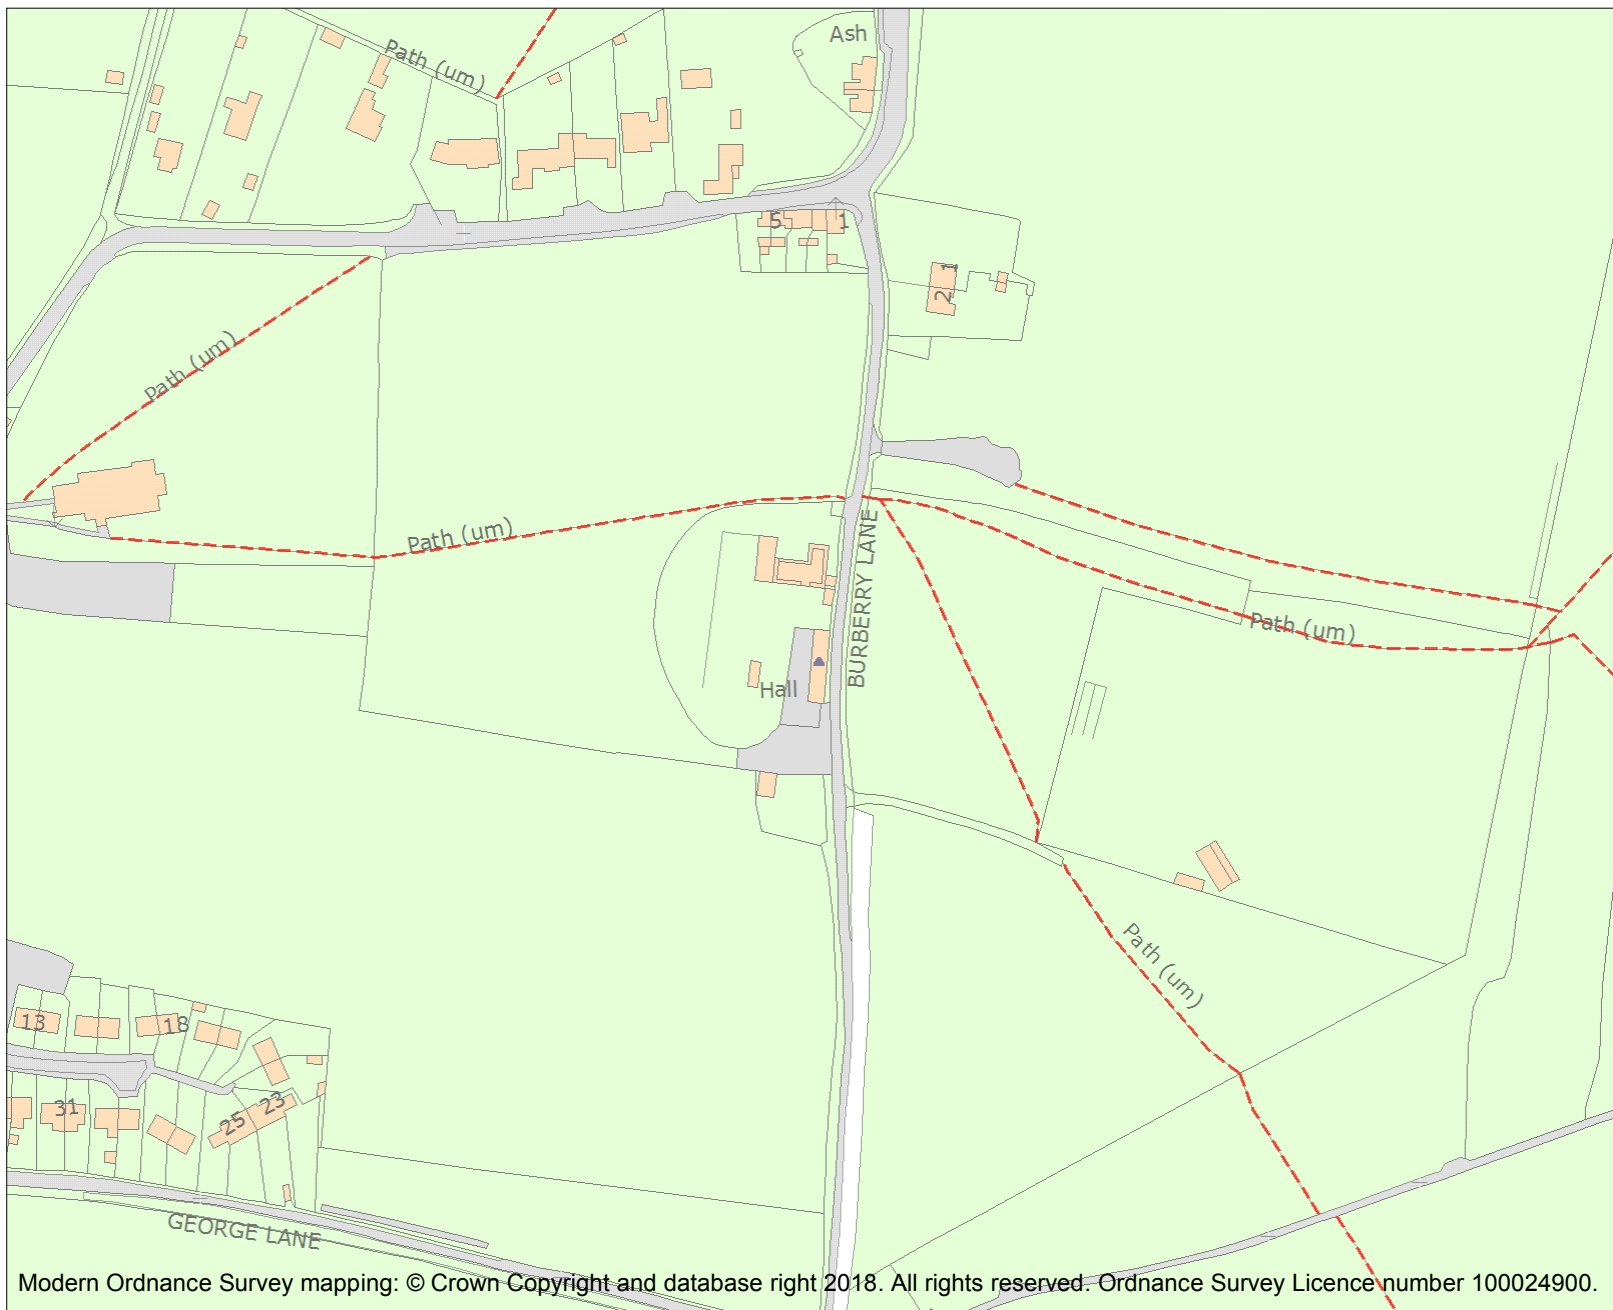 Ash
Path (um)
5
1
1
2
Path (um)
Path (um)
BURBERRY LANE
Path (um)
Hall
Path (um)
13
18
31
25
23
GEORGE LANE
Modern Ordnance Survey mapping: © Crown Copyright and database right 2018. All rights reserved. Ordnance Survey Licence number 100024900.